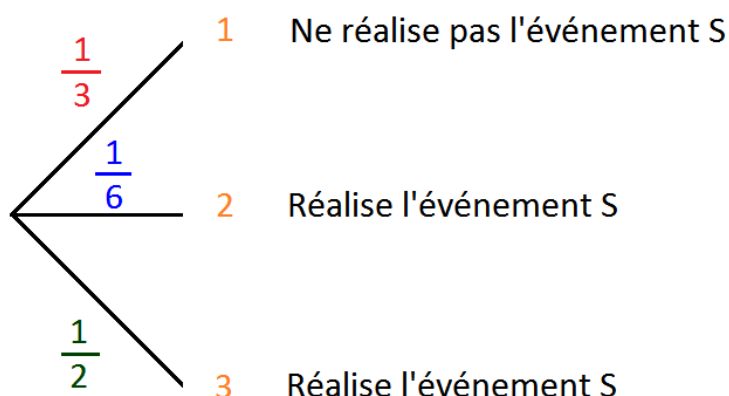 1/3 1 Ne réalise pas l'événement S
1/6 2 Réalise l'événement S
1/2 3 Réalise l'événement S